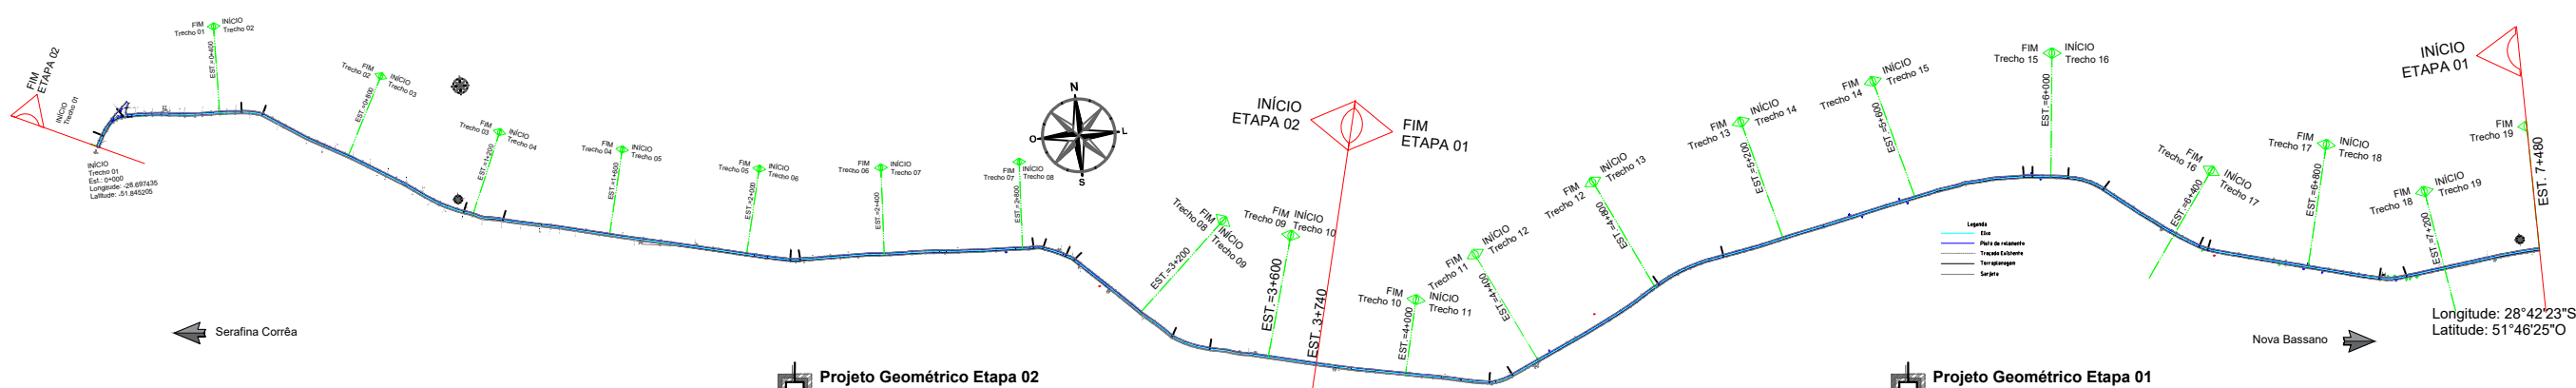 FIM
ETAPA 02
INÍCIO
Trecho 01
INÍCIO
Trecho 01
Est.: 0+000
Longitude: -28.697435
Latitude: -51.845205
FIM
Trecho 01
INÍCIO
Trecho 02
EST.=0+400
FIM
Trecho 02
INÍCIO
Trecho 03
EST.=0+800
FIM
Trecho 03
INÍCIO
Trecho 04
EST.=1+200
FIM
Trecho 04
INÍCIO
Trecho 05
EST.=1+600
FIM
Trecho 05
INÍCIO
Trecho 06
EST.=2+000
FIM
Trecho 06
INÍCIO
Trecho 07
EST.=2+400
FIM
Trecho 07
INÍCIO
Trecho 08
EST.=2+800
N
O
L
S
FIM
Trecho 08
INÍCIO
Trecho 09
EST.=3+200
FIM
Trecho 09
INÍCIO
Trecho 10
EST.=3+600
INÍCIO
ETAPA 02
FIM
ETAPA 01
EST. 3+740
FIM
Trecho 10
INÍCIO
Trecho 11
EST.=4+000
FIM
Trecho 11
INÍCIO
Trecho 12
EST.=4+400
FIM
Trecho 12
INÍCIO
Trecho 13
EST.=4+800
FIM
Trecho 13
INÍCIO
Trecho 14
EST.=5+200
FIM
Trecho 14
INÍCIO
Trecho 15
EST.=5+600
FIM
Trecho 15
INÍCIO
Trecho 16
EST.=6+000
FIM
Trecho 16
INÍCIO
Trecho 17
EST.=6+400
FIM
Trecho 17
INÍCIO
Trecho 18
EST.=6+800
FIM
Trecho 18
INÍCIO
Trecho 19
EST.=7+200
FIM
Trecho 19
INÍCIO
ETAPA 01
EST. 7+480
Legenda
Eixo
Pista de rolamento
Traçado Existente
Terraplanagem
Sarjeta
Longitude: 28°42'23"S
Latitude: 51°46'25"O
Serafina Corrêa
Nova Bassano
Projeto Geométrico Etapa 02
Projeto Geométrico Etapa 01